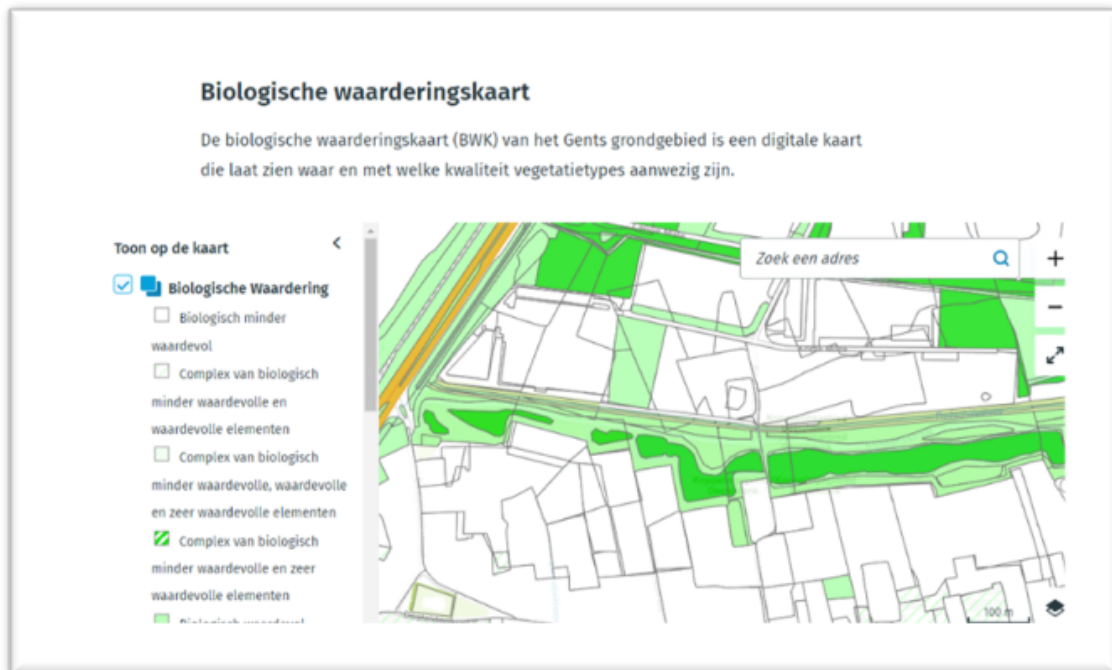 Biologische waarderingskaart
De biologische waarderingskaart (BWK) van het Gents grondgebied is een digitale kaart
die laat zien waar en met welke kwaliteit vegetatietypes aanwezig zijn.
Toon op de kaart
Biologische Waardering
Biologisch minder
waardevol
Complex van biologisch
minder waardevolle en
waardevolle elementen
Complex van biologisch
minder waardevolle, waardevolle
en zeer waardevolle elementen
Complex van biologisch
minder waardevolle en zeer
waardevolle elementen
Biologisch waardevol
Zoek een adres
100 m